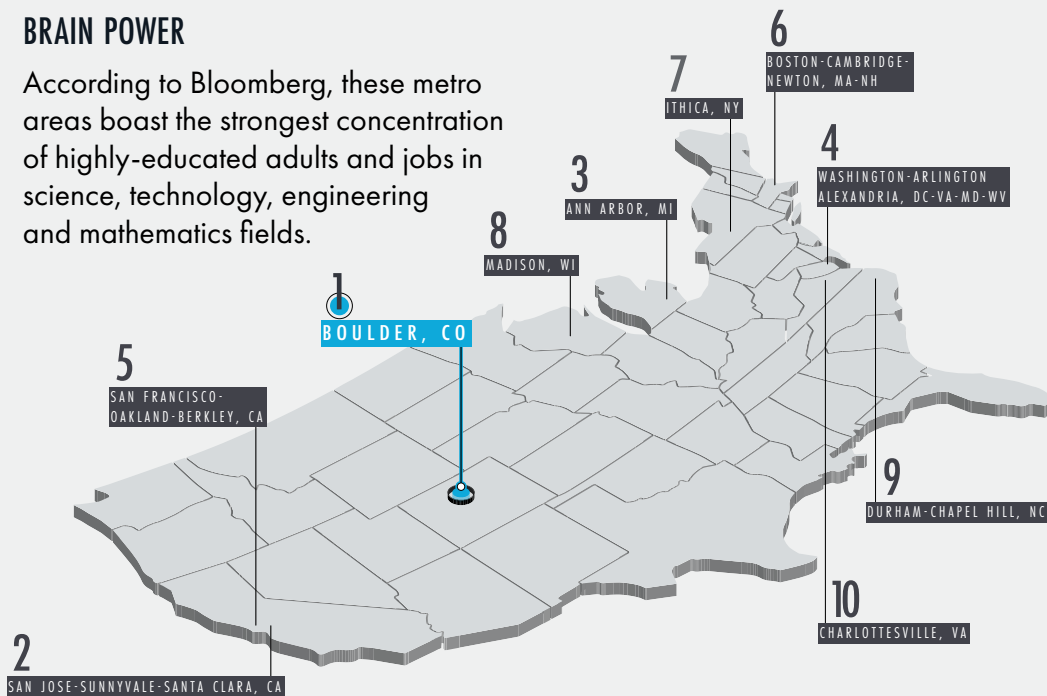 BRAIN POWER
According to Bloomberg, these metro
areas boast the strongest concentration
of highly-educated adults and jobs in
science, technology, engineering
and mathematics fields.
1
BOULDER, CO
2
SAN JOSE-SUNNYVALE-SANTA CLARA, CA
3
ANN ARBOR, MI
4
WASHINGTON-ARLINGTON
ALEXANDRIA, DC-VA-MD-WV
5
SAN FRANCISCO-
OAKLAND-BERKLEY, CA
6
BOSTON-CAMBRIDGE-
NEWTON, MA-NH
7
ITHICA, NY
8
MADISON, WI
9
DURHAM-CHAPEL HILL, NC
10
CHARLOTTESVILLE, VA